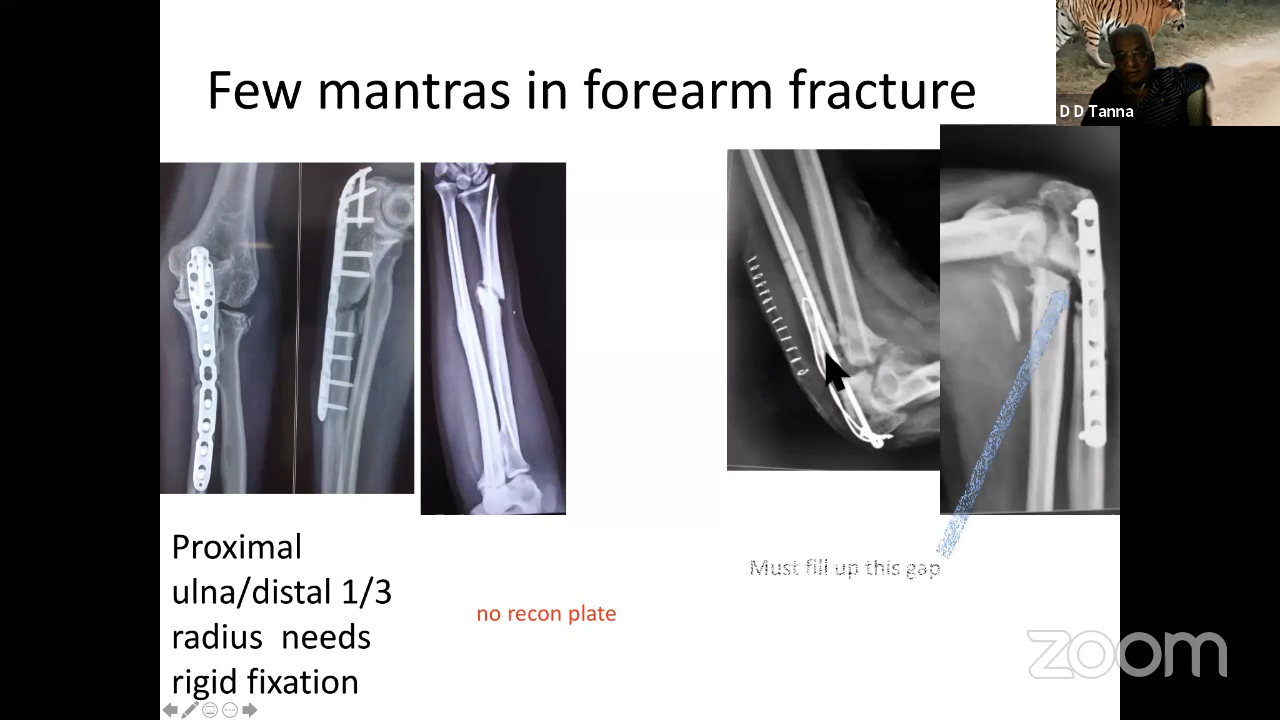 Few mantras in forearm fracture
D D Tanna
Proximal
ulna/distal 1/3
radius needs
rigid fixation
no recon plate
Must fill up this gap
zoom